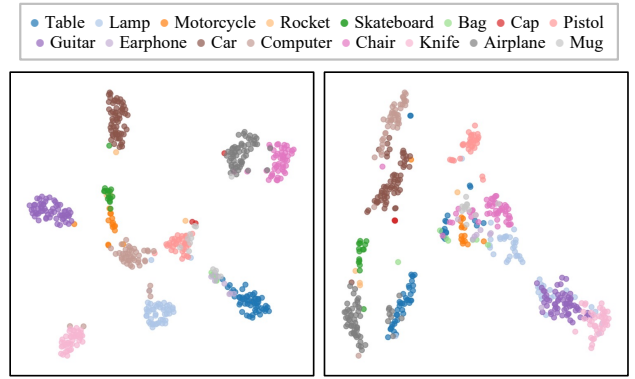 Table Lamp Motorcycle Rocket Skateboard Bag Cap Pistol
Guitar Earphone Car Computer Chair Knife Airplane Mug